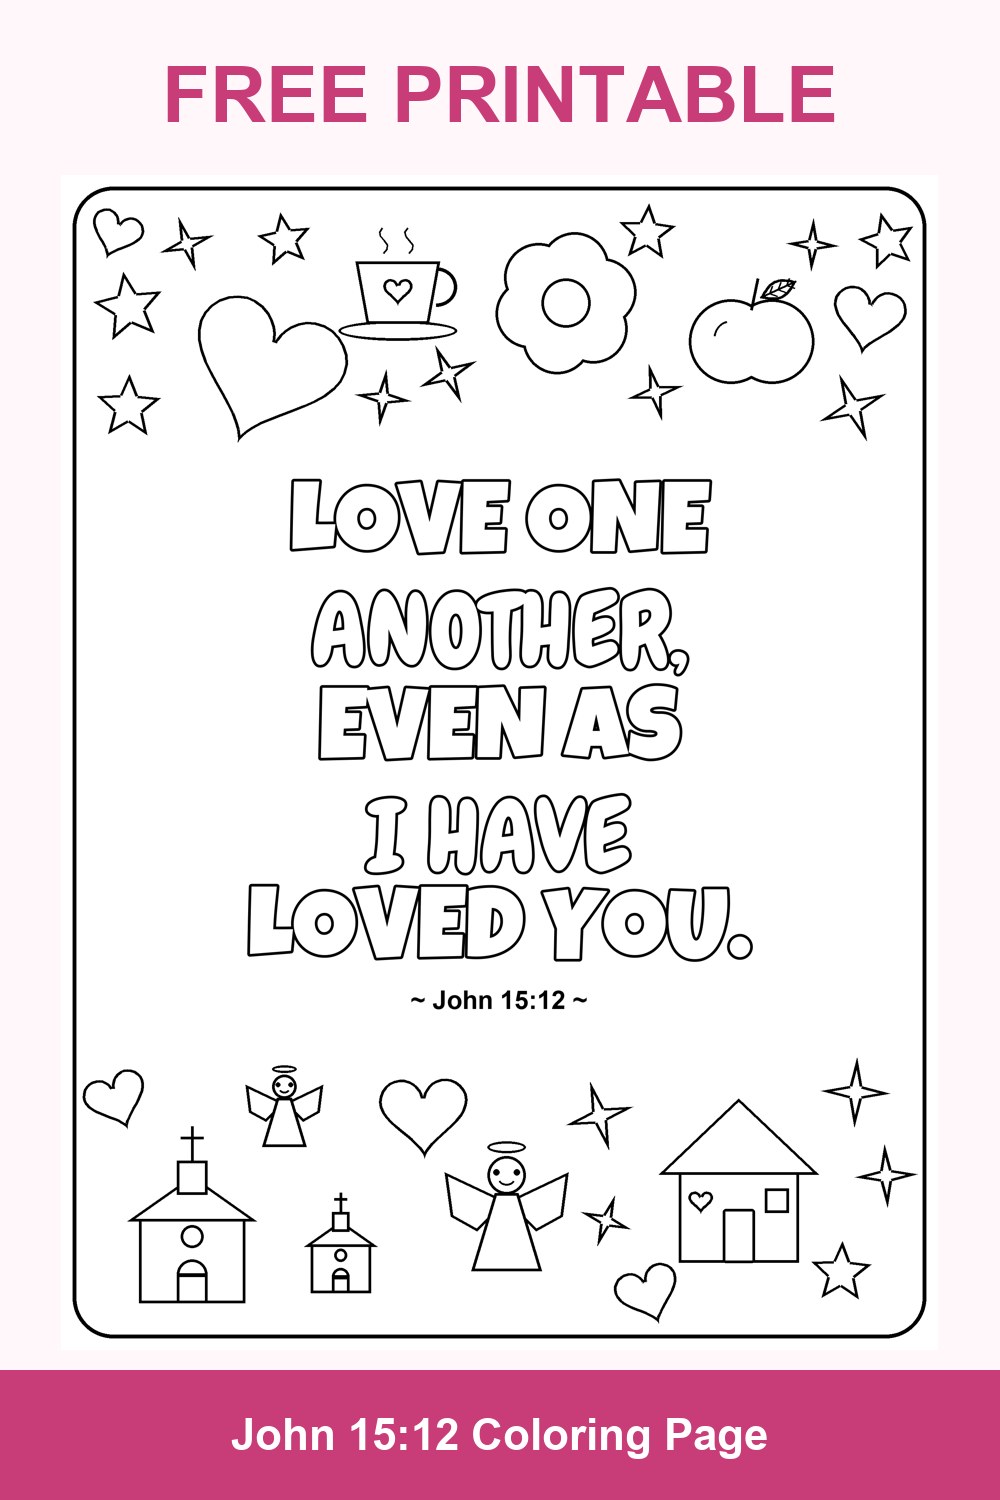 FREE PRINTABLE
LOVE ONE
ANOTHER,
EVEN AS
I HAVE
LOVED YOU.
~ John 15:12 ~
John 15:12 Coloring Page